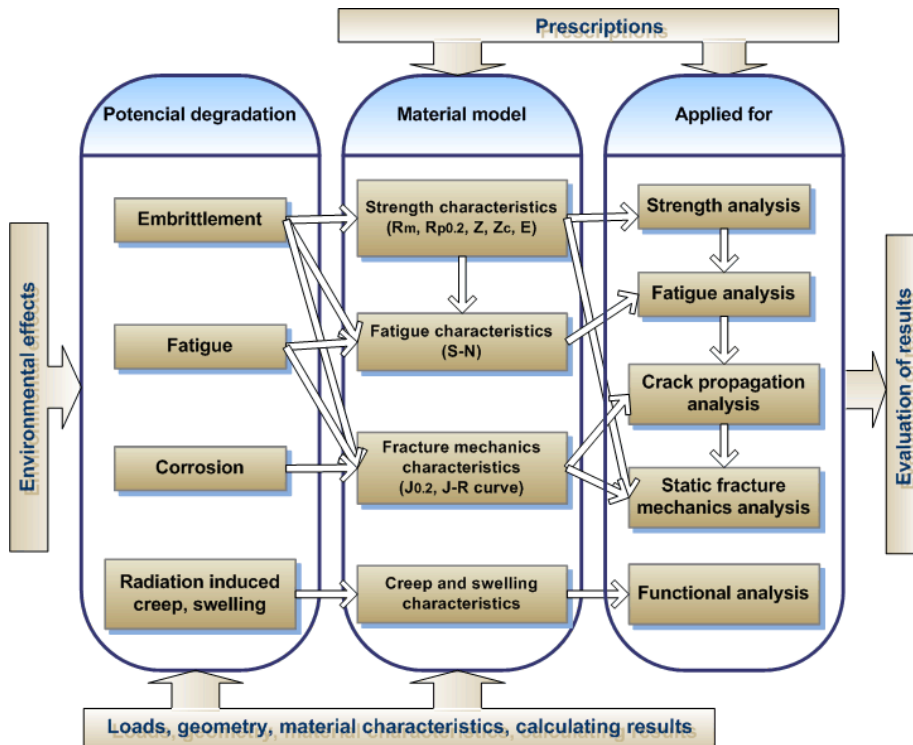 Prescriptions
Potencial degradation
Material model
Applied for
Embrittlement
Strength characteristics
(Rm, Rp0.2, Z, Zc, E)
Strength analysis
Fatigue
Fatigue characteristics
(S-N)
Fatigue analysis
Crack propagation
analysis
Corrosion
Fracture mechanics
characteristics
(J0.2, J-R curve)
Static fracture
mechanics analysis
Radiation induced
creep, swelling
Creep and swelling
characteristics
Functional analysis
Environmental effects
Evaluation of results
Loads, geometry, material characteristics, calculating results